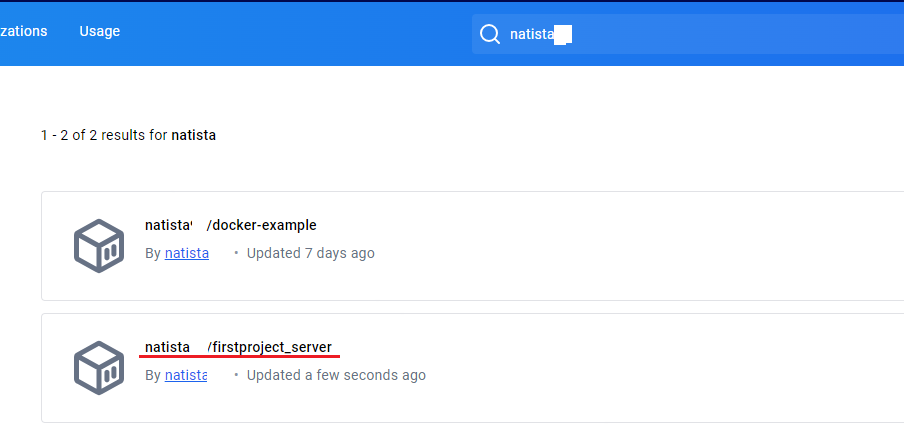 zations Usage natista
1 - 2 of 2 results for natista
natista /docker-example
By natista • Updated 7 days ago
natista /firstproject_server
By natista • Updated a few seconds ago